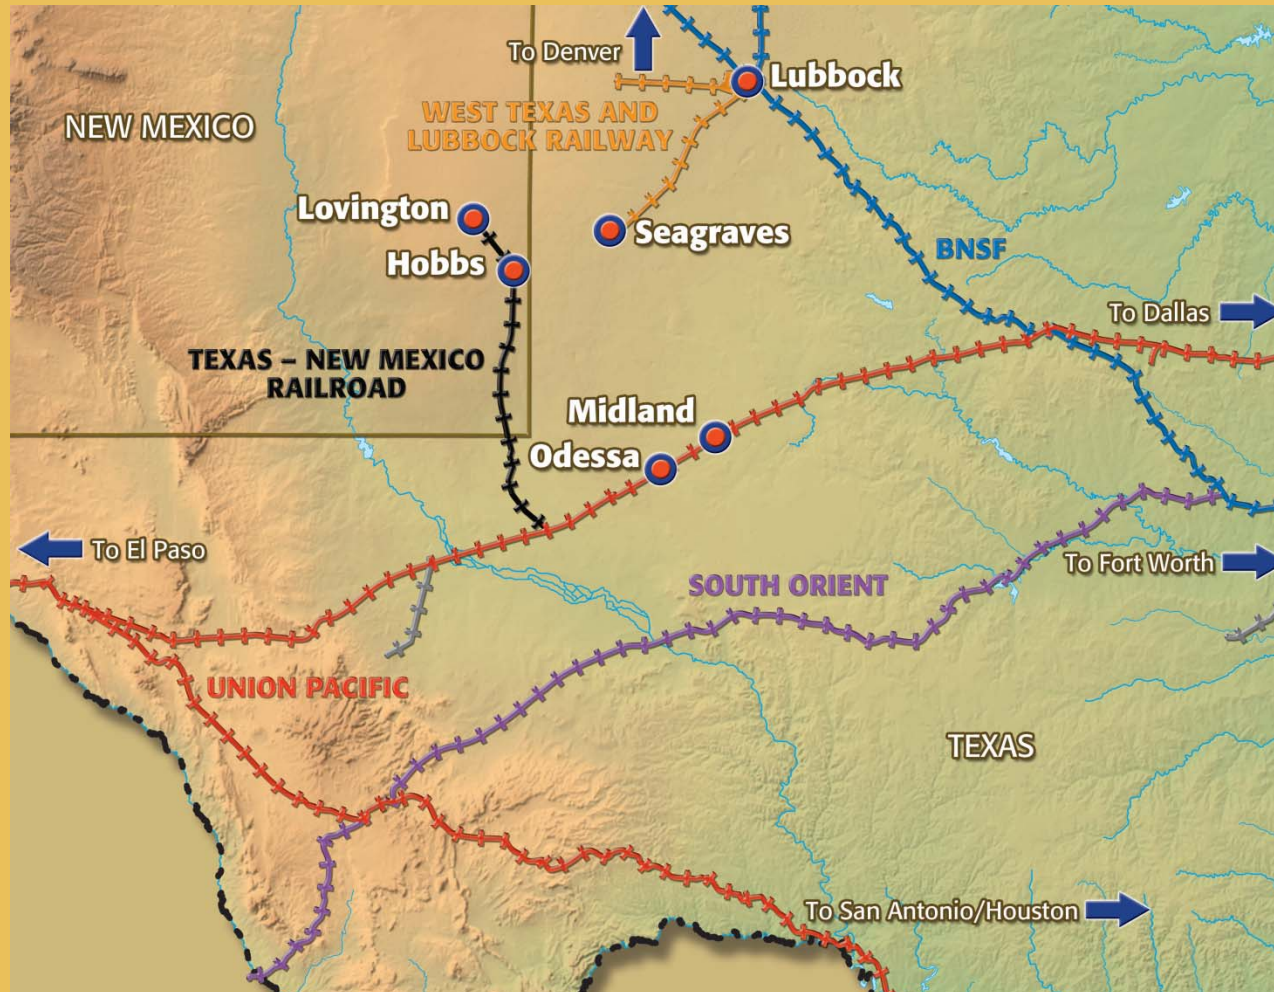 To Denver
Lubbock
WEST TEXAS AND
LUBBOCK RAILWAY
NEW MEXICO
Lovington
Seagraves
Hobbs
BNSF
To Dallas
TEXAS – NEW MEXICO
RAILROAD
Midland
Odessa
To El Paso
To Fort Worth
SOUTH ORIENT
UNION PACIFIC
TEXAS
To San Antonio/Houston